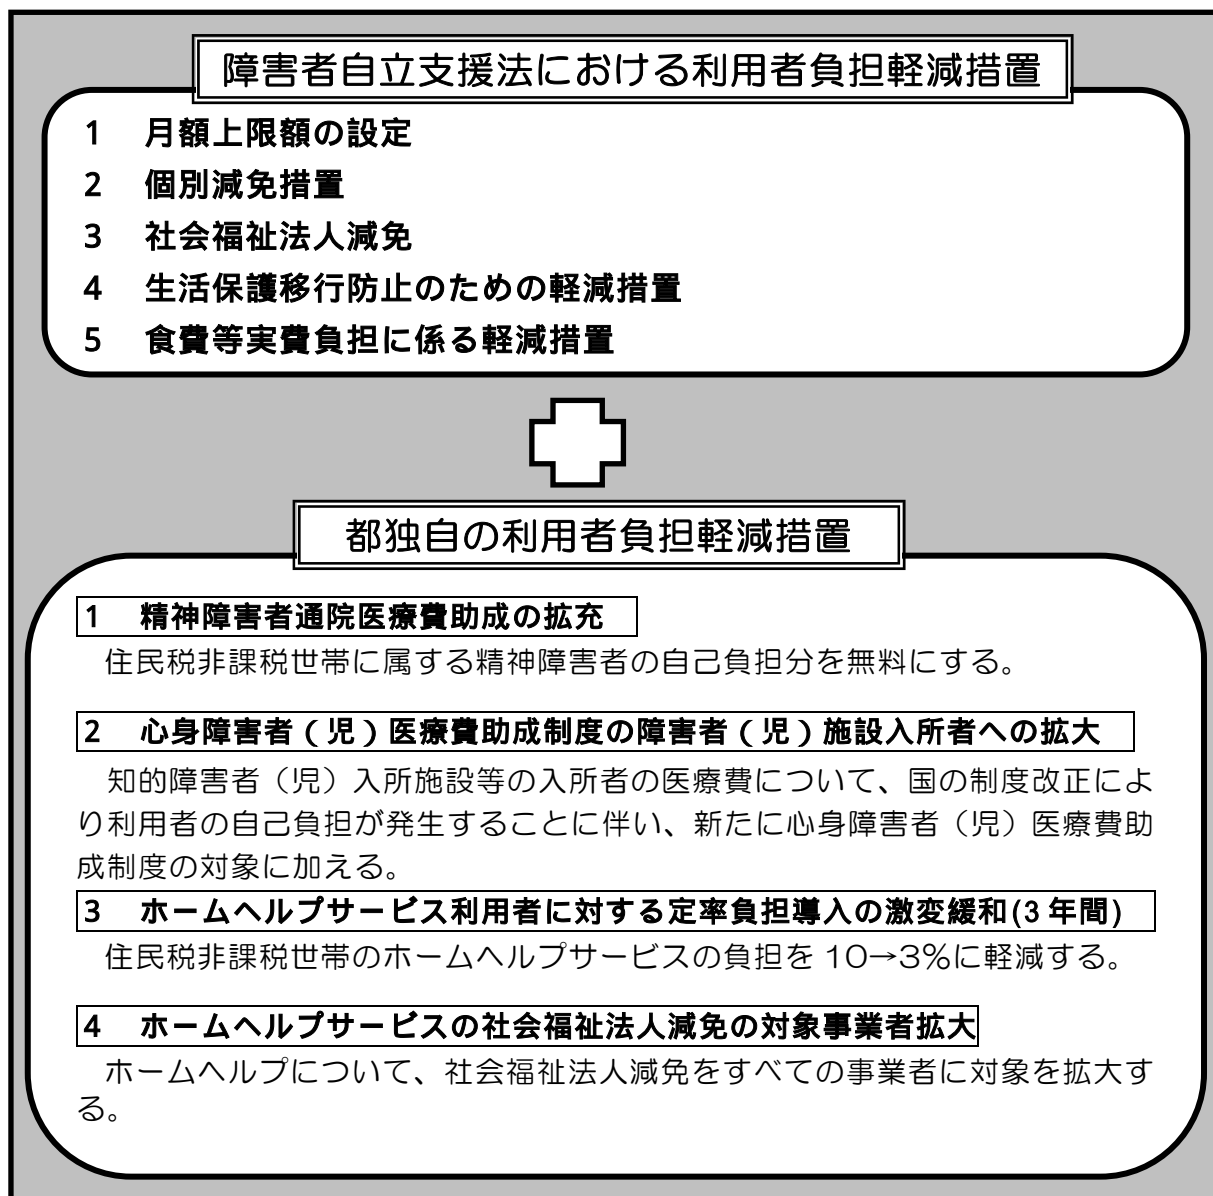 障害者自立支援法における利用者負担軽減措置
1　月額上限額の設定
2　個別減免措置
3　社会福祉法人減免
4　生活保護移行防止のための軽減措置
5　食費等実費負担に係る軽減措置
都独自の利用者負担軽減措置
1　精神障害者通院医療費助成の拡充
住民税非課税世帯に属する精神障害者の自己負担分を無料にする。
2　心身障害者（児）医療費助成制度の障害者（児）施設入所者への拡大
知的障害者（児）入所施設等の入所者の医療費について、国の制度改正によ
り利用者の自己負担が発生することに伴い、新たに心身障害者（児）医療費助
成制度の対象に加える。
3　ホームヘルプサービス利用者に対する定率負担導入の激変緩和(3年間)
住民税非課税世帯のホームヘルプサービスの負担を10→3％に軽減する。
4　ホームヘルプサービスの社会福祉法人減免の対象事業者拡大
ホームヘルプについて、社会福祉法人減免をすべての事業者に対象を拡大す
る。